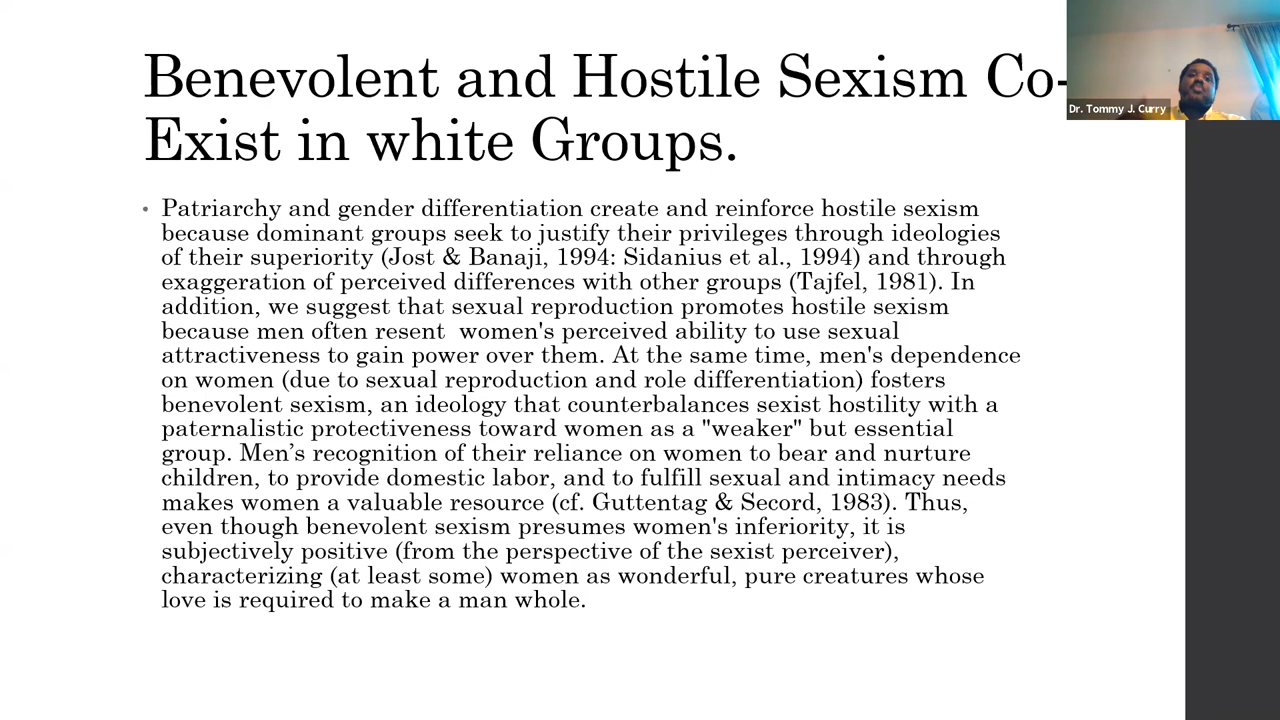 Benevolent and Hostile Sexism Co-
Exist in white Groups.
Dr. Tommy J. Curry
• Patriarchy and gender differentiation create and reinforce hostile sexism
because dominant groups seek to justify their privileges through ideologies
of their superiority (Jost & Banaji, 1994: Sidanius et al., 1994) and through
exaggeration of perceived differences with other groups (Tajfel, 1981). In
addition, we suggest that sexual reproduction promotes hostile sexism
because men often resent  women's perceived ability to use sexual
attractiveness to gain power over them. At the same time, men's dependence
on women (due to sexual reproduction and role differentiation) fosters
benevolent sexism, an ideology that counterbalances sexist hostility with a
paternalistic protectiveness toward women as a "weaker" but essential
group. Men’s recognition of their reliance on women to bear and nurture
children, to provide domestic labor, and to fulfill sexual and intimacy needs
makes women a valuable resource (cf. Guttentag & Secord, 1983). Thus,
even though benevolent sexism presumes women's inferiority, it is
subjectively positive (from the perspective of the sexist perceiver),
characterizing (at least some) women as wonderful, pure creatures whose
love is required to make a man whole.